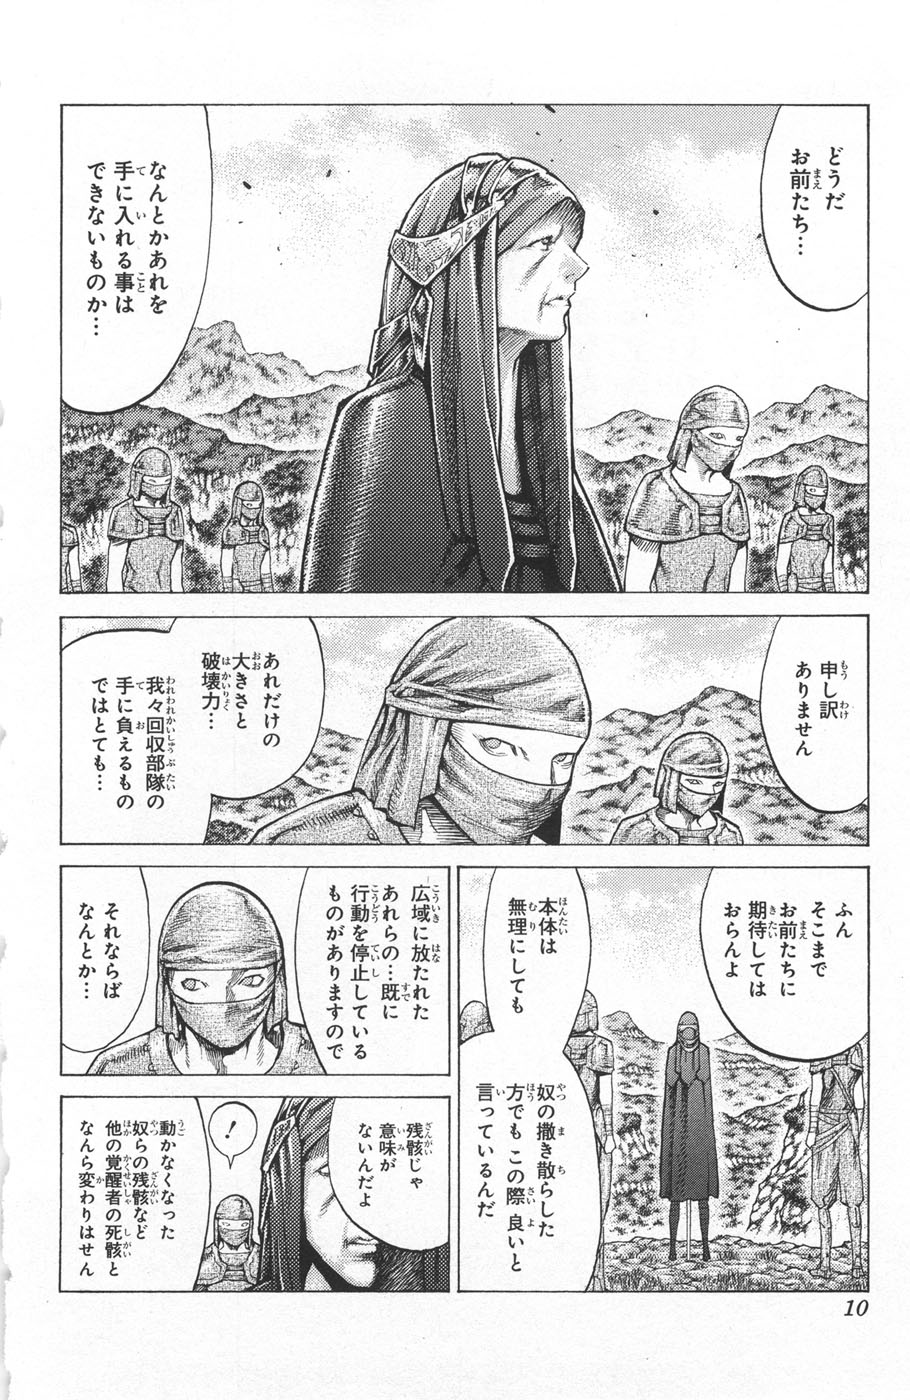 どうだ
お前たち…
なんとかあれを
手に入れる事は
できないものか…
申し訳
ありません
あれだけの
大きさと
破壊力…
我々回収部隊の
手に負えるもの
ではとても…
ふん
そこまで
お前たちに
期待しては
おらんよ
本体は
無理にしても
奴の撒き散らした
方でも この際 良いと
言っているんだ
広域に放たれた
あれらの…既に
行動を停止している
ものがありますので
それならば
なんとか…
残骸じゃ
意味が
ないんだよ
！
動かなくなった
奴らの残骸など
他の覚醒者の死骸と
なんら変わりはせん
10